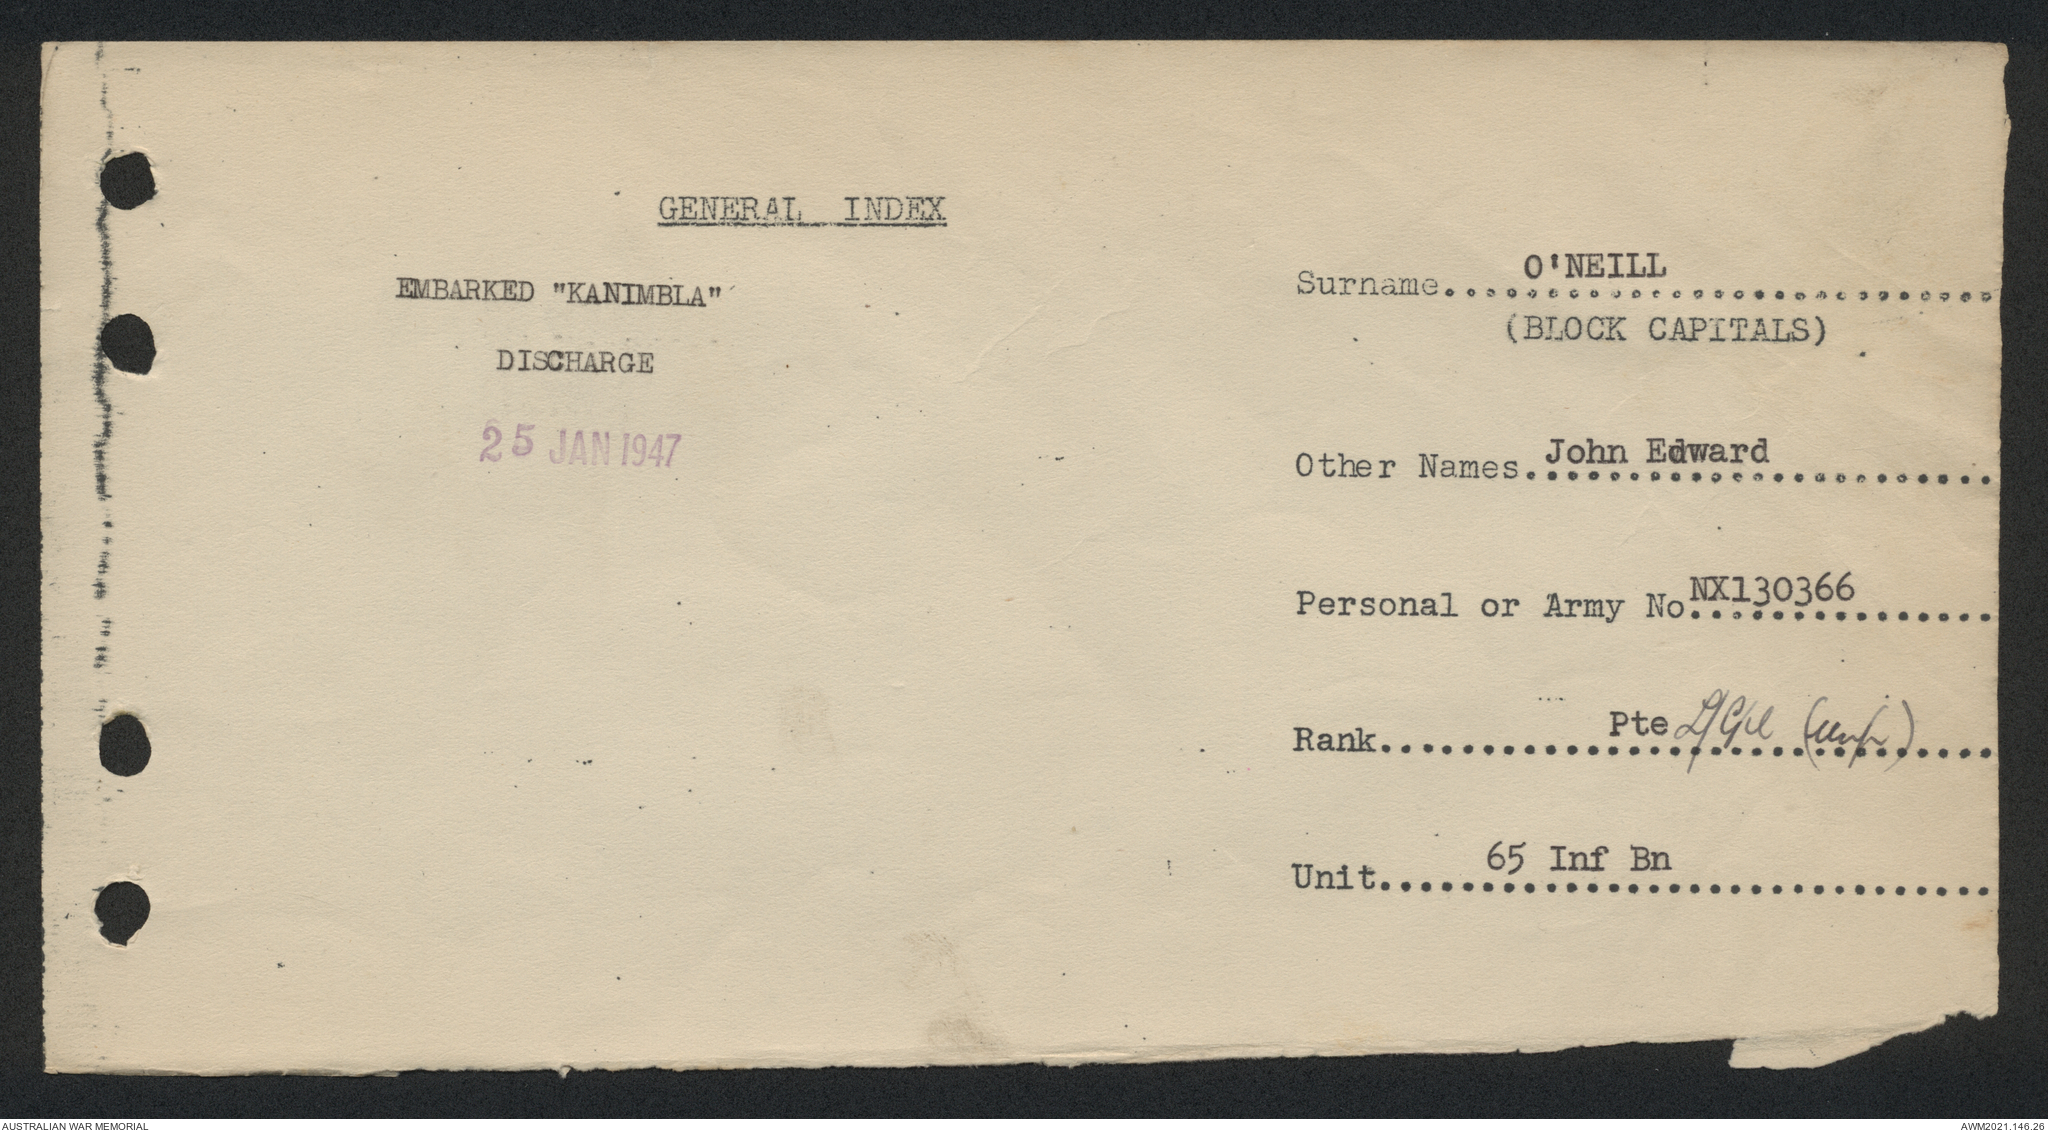 GENERAL INDEX
EMBARKED "KANIMBLA"
DISCHARGE
25 JAN 1947
Surname..............................
O'NEILL
(BLOCK CAPITALS)
Other Names.......................
John Edward
Personal or Army No...............
NX130366
Rank..............................
Pte L/Cpl
Unit..............................
65 Inf Bn
AUSTRALIAN WAR MEMORIAL
AWM2021.146.26